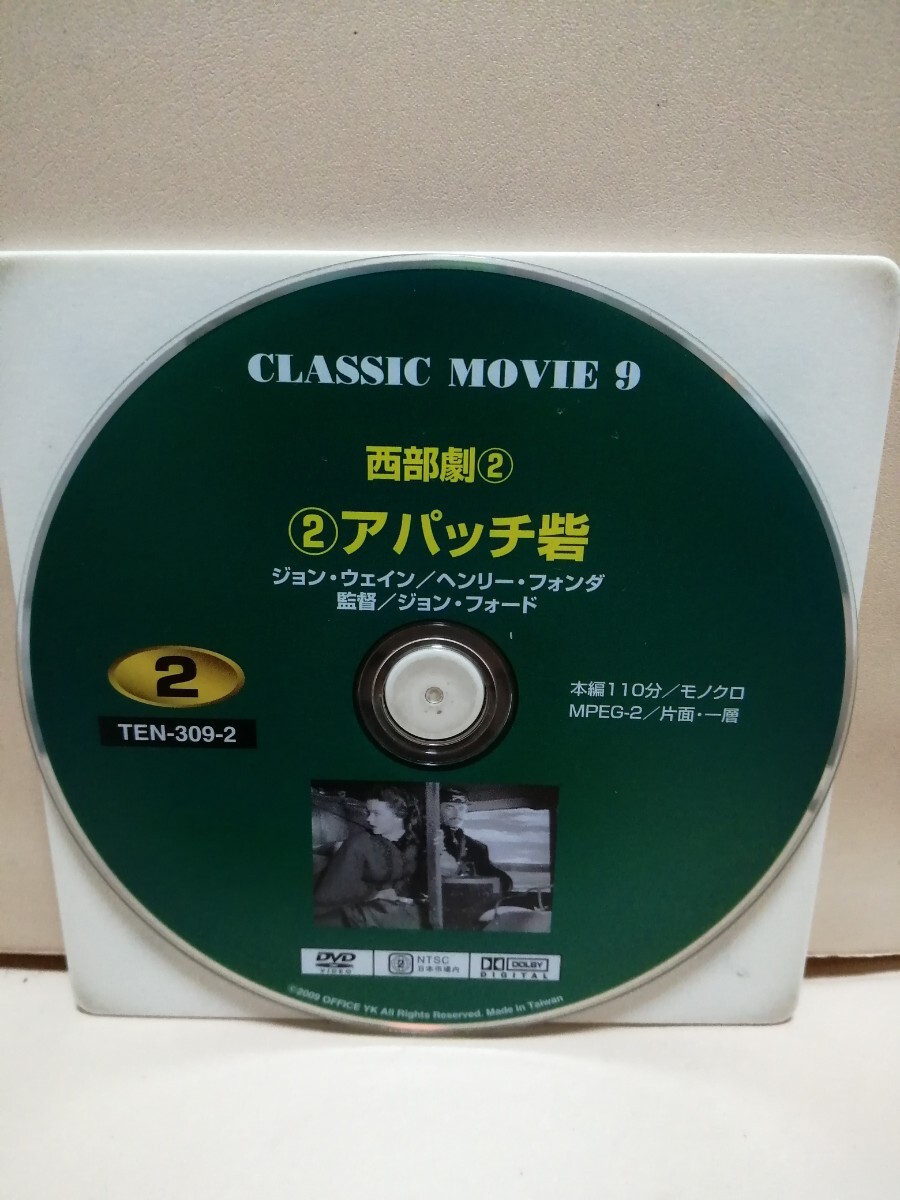 CLASSIC MOVIE 9
西部劇②
②アパッチ砦
ジョン・ウェイン／ヘンリー・フォンダ
監督／ジョン・フォード
2
TEN-309-2
本編110分／モノクロ
MPEG-2／片面・一層
DVD VIDEO
2 NTSC 日本市場内
DOLBY DIGITAL
©2009 OFFICE YK All Rights Reserved. Made in Taiwan